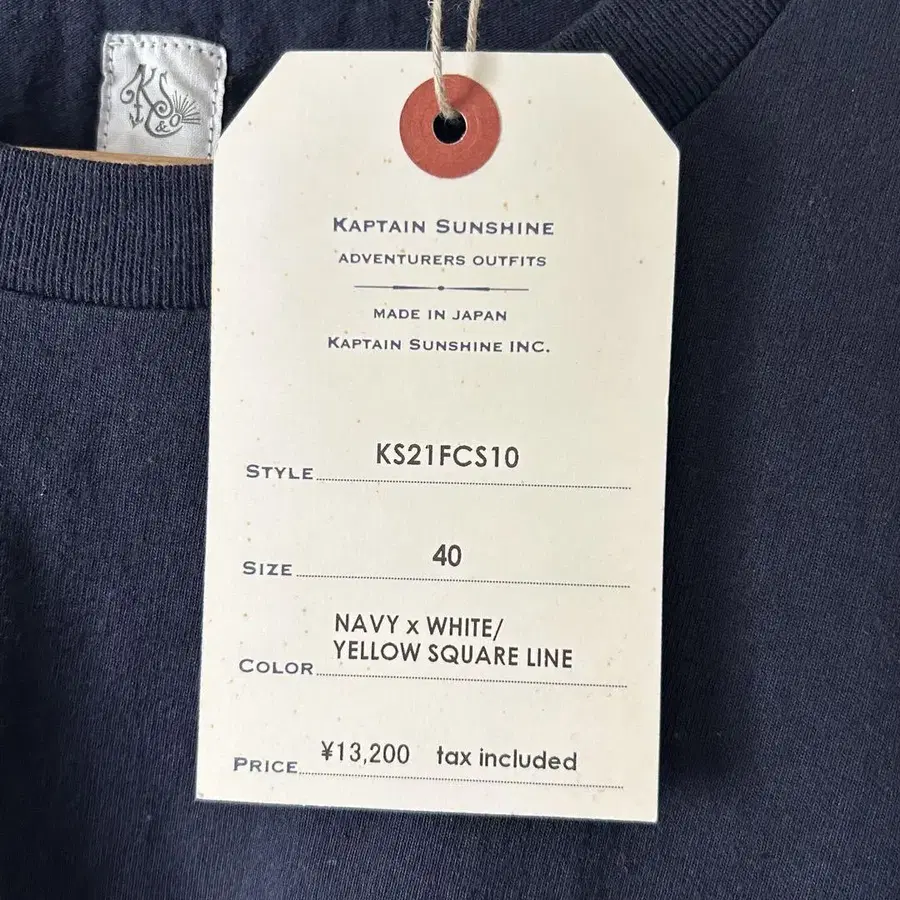 K S & Co
KAPTAIN SUNSHINE
ADVENTURERS OUTFITS
MADE IN JAPAN
KAPTAIN SUNSHINE INC.
STYLE KS21FCS10
SIZE 40
NAVY x WHITE/
COLOR YELLOW SQUARE LINE
PRICE ¥13,200 tax included